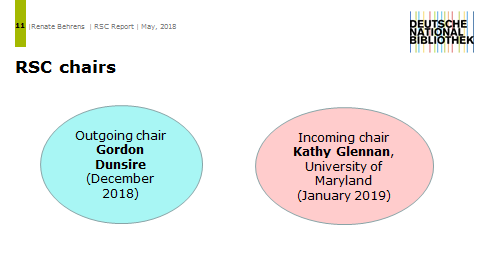 11 |Renate Behrens | RSC Report | May, 2018
DEUTSCHE
NATIONAL
BIBLIOTHEK
RSC chairs
Outgoing chair
Gordon
Dunsire
(December
2018)
Incoming chair
Kathy Glennan,
University of
Maryland
(January 2019)